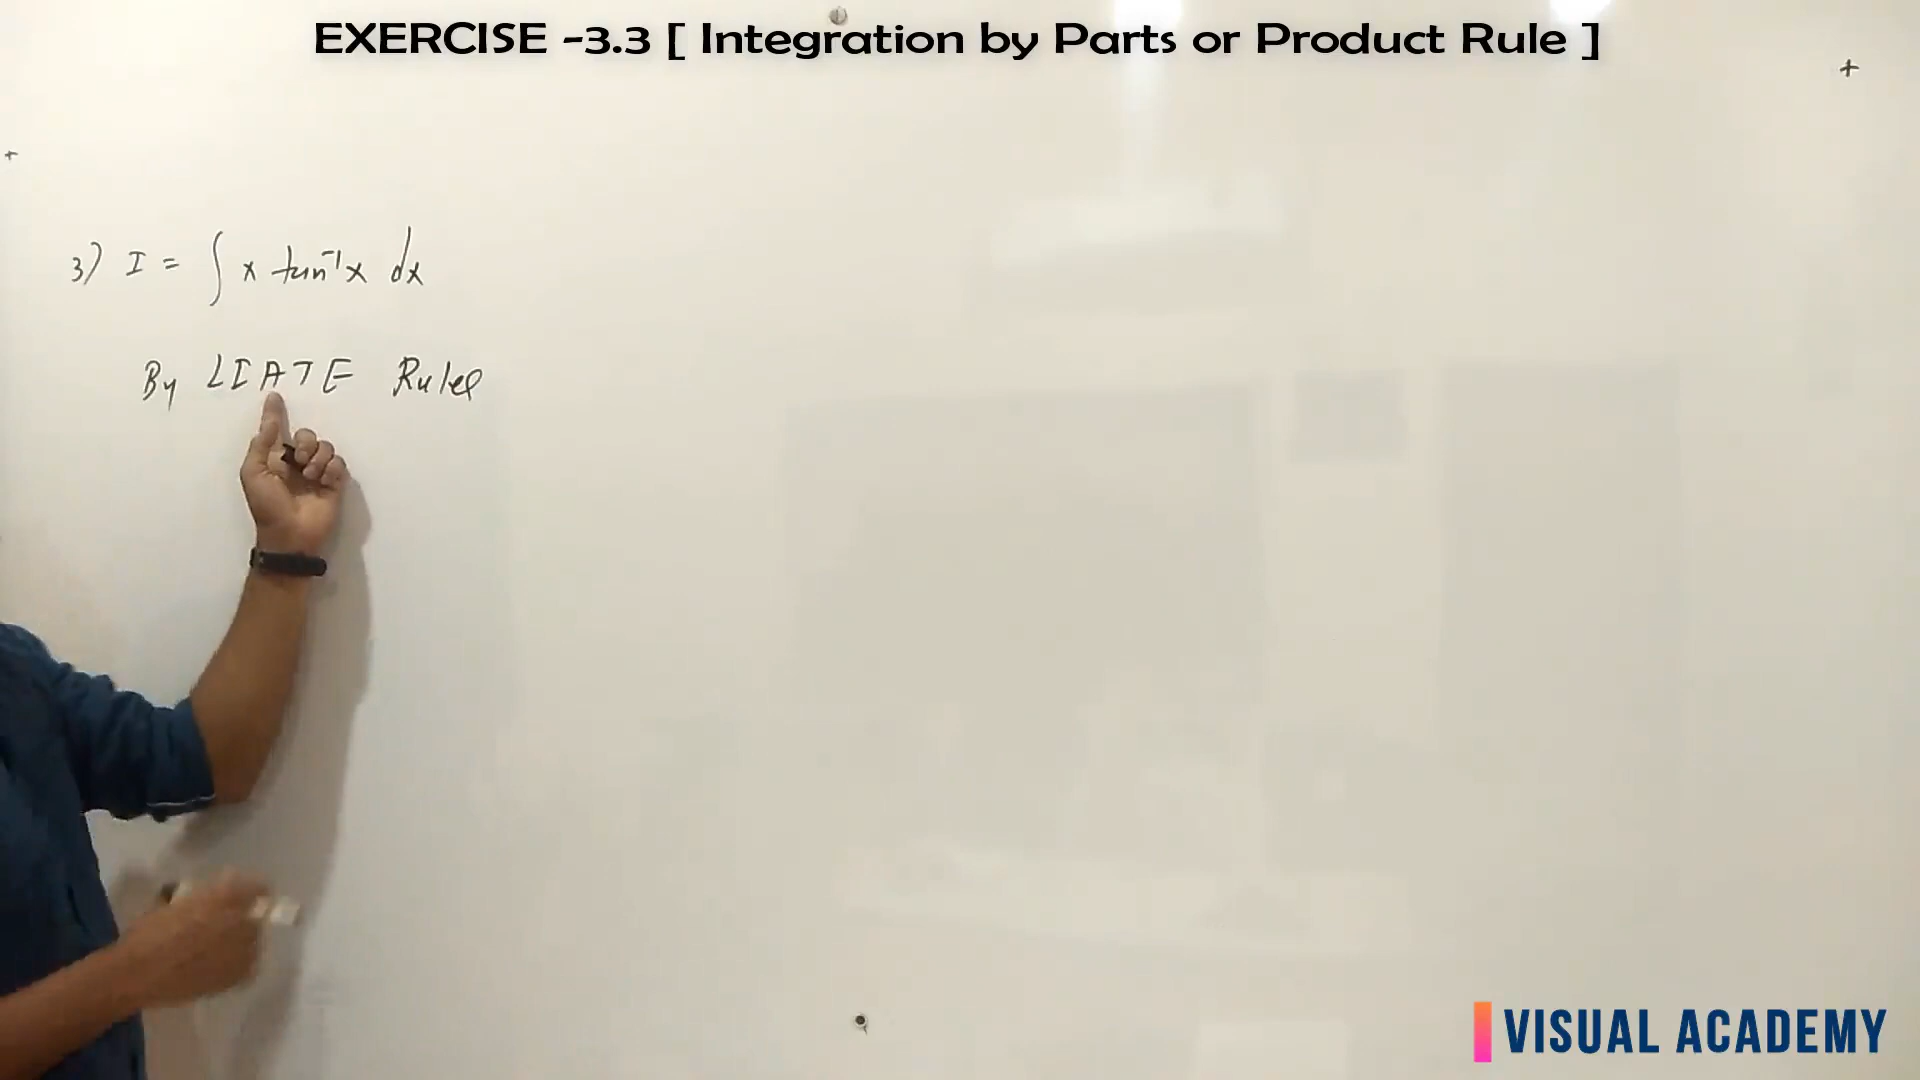 EXERCISE -3.3 [ Integration by Parts or Product Rule ]
3) I = ∫ x tan⁻¹x dx
By LIATE Rule
VISUAL ACADEMY